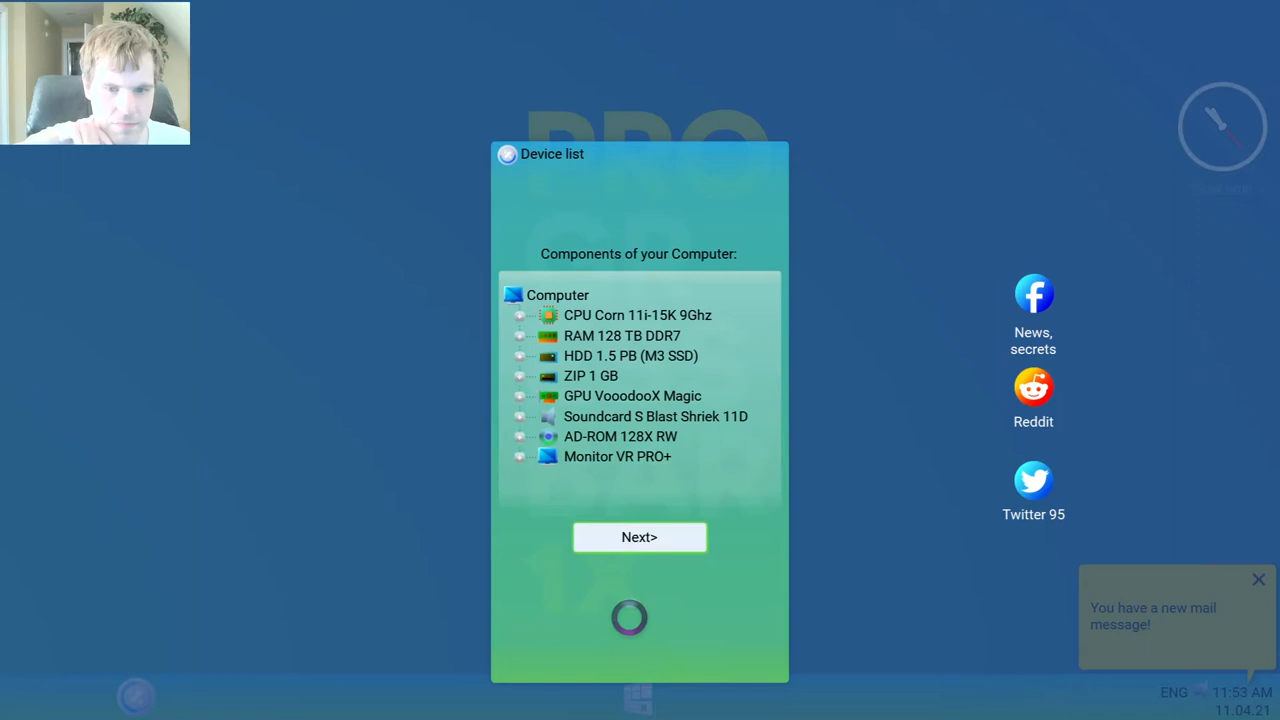 PRO
Device list
Components of your Computer:
Computer
CPU Corn 11i-15K 9Ghz
RAM 128 TB DDR7
HDD 1.5 PB (M3 SSD)
ZIP 1 GB
GPU VooodooX Magic
Soundcard S Blast Shriek 11D
AD-ROM 128X RW
Monitor VR PRO+
Next>
News,
secrets
Reddit
Twitter 95
You have a new mail
message!
ENG
11:53 AM
11.04.21